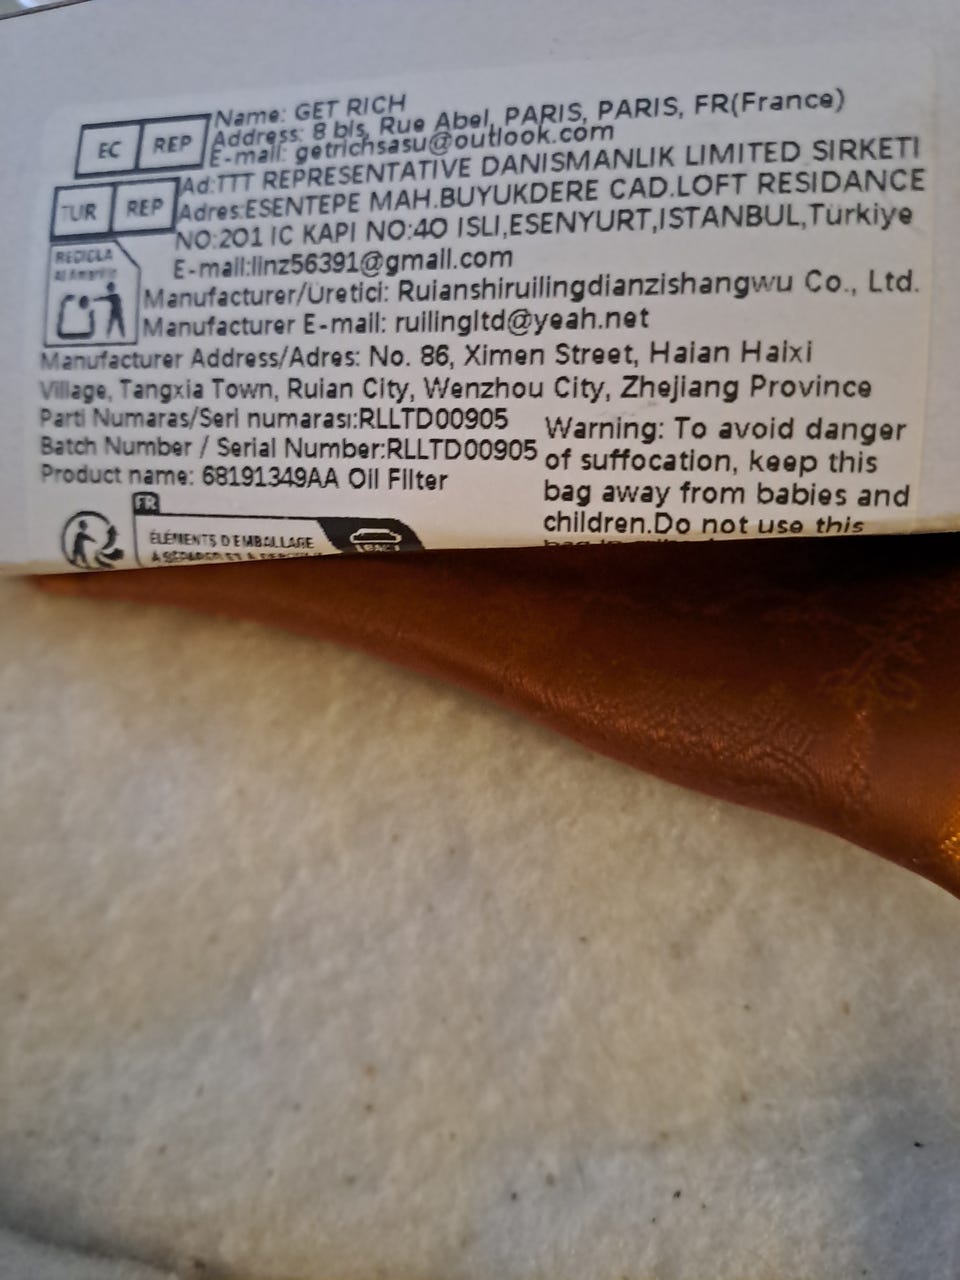 EC REP
Name: GET RICH
Address: 8 bis, Rue Abel, PARIS, PARIS, FR(France)
E-mail: getrichsasu@outlook.com
TUR REP
Ad:TTT REPRESENTATIVE DANISMANLIK LIMITED SIRKETI
Adres:ESENTEPE MAH.BUYUKDERE CAD.LOFT RESIDANCE
NO:201 IC KAPI NO:40 ISLI,ESENYURT,ISTANBUL,Türkiye
E-mail:linz56391@gmail.com
RECICLA
Manufacturer/Üretici: Ruianshiruilingdianzishangwu Co., Ltd.
Manufacturer E-mail: ruilingltd@yeah.net
Manufacturer Address/Adres: No. 86, Ximen Street, Haian Haixi
Village, Tangxia Town, Ruian City, Wenzhou City, Zhejiang Province
Parti Numaras/Seri numarası:RLLTD00905
Batch Number / Serial Number:RLLTD00905
Product name: 68191349AA Oil Filter
Warning: To avoid danger
of suffocation, keep this
bag away from babies and
children.Do not use this
FR
ÉLÉMENTS D'EMBALLAGE